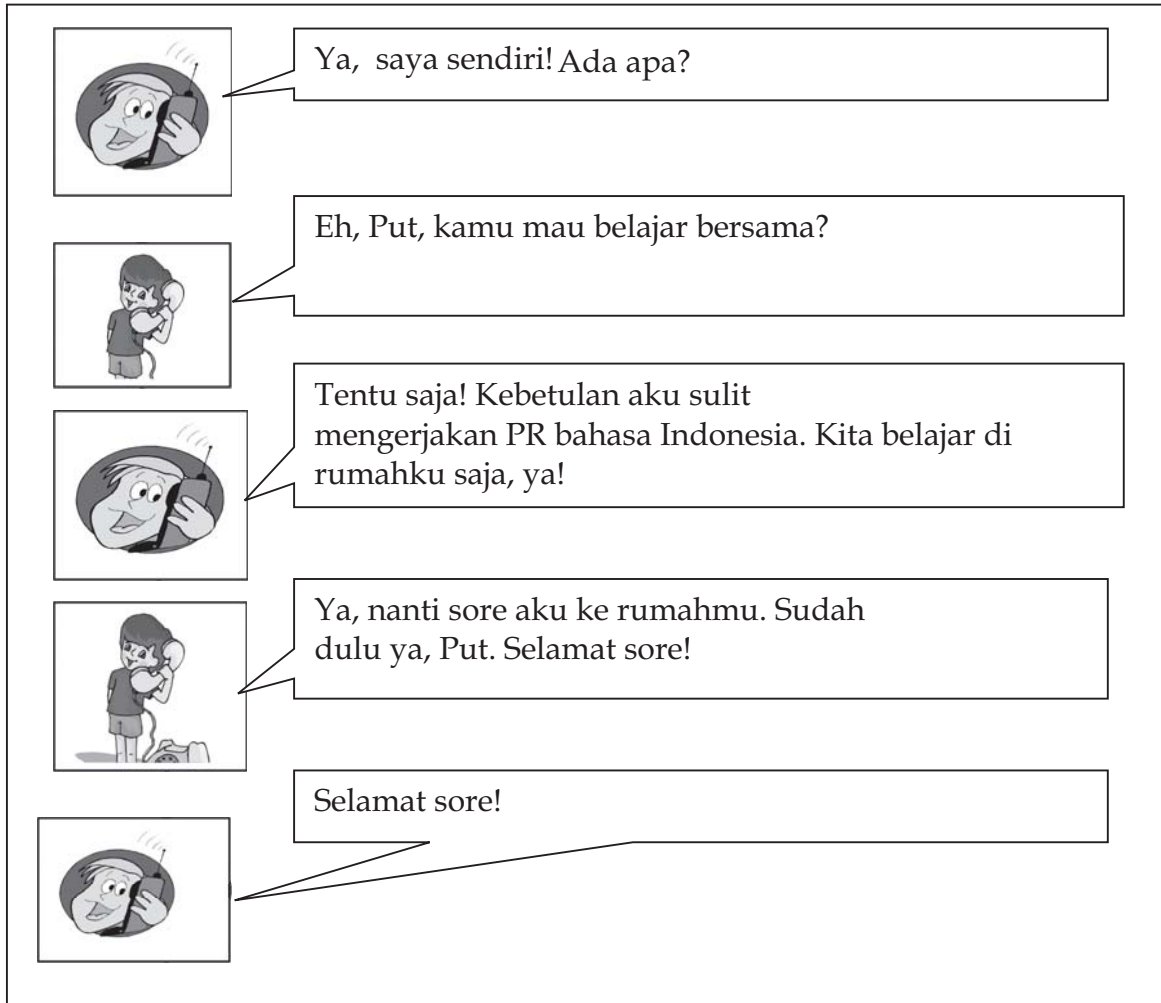 Ya, saya sendiri! Ada apa?
Eh, Put, kamu mau belajar bersama?
Tentu saja! Kebetulan aku sulit
mengerjakan PR bahasa Indonesia. Kita belajar di
rumahku saja, ya!
Ya, nanti sore aku ke rumahmu. Sudah
dulu ya, Put. Selamat sore!
Selamat sore!